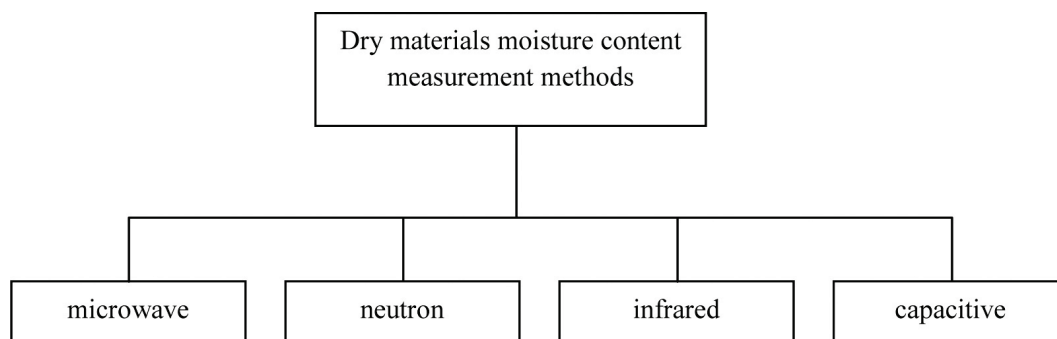 Dry materials moisture content
measurement methods
microwave
neutron
infrared
capacitive